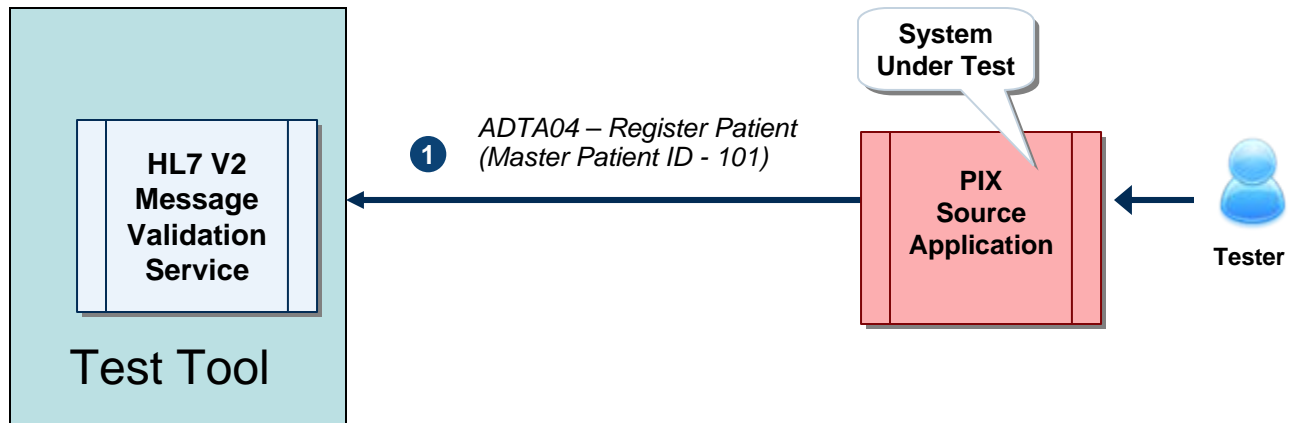 HL7 V2
Message
Validation
Service
Test Tool
1
ADTA04 – Register Patient
(Master Patient ID - 101)
System
Under Test
PIX
Source
Application
Tester